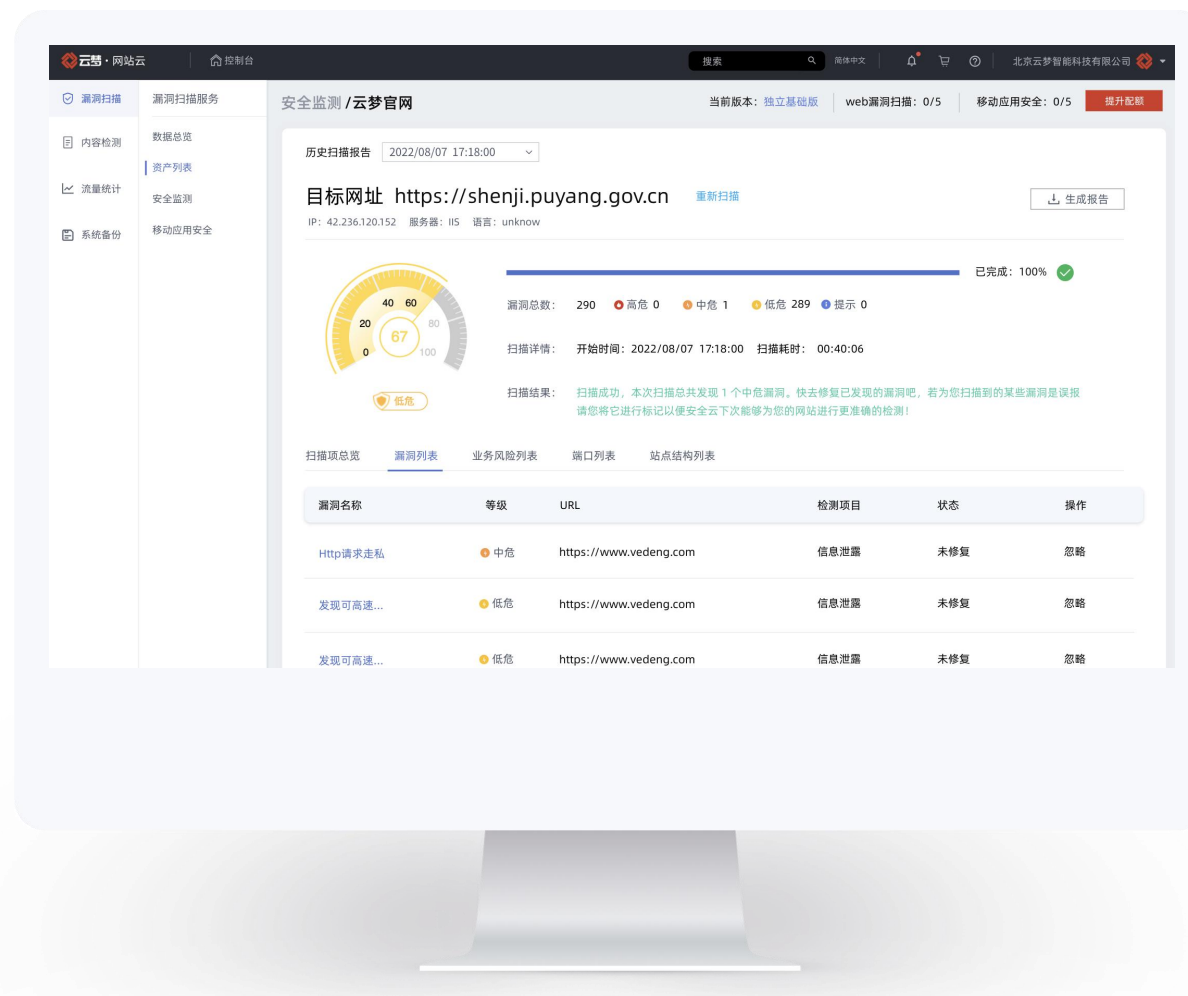 云梦·网站云 控制台 搜索 简体中文 北京云梦智能科技有限公司
漏洞扫描
内容检测
流量统计
系统备份
漏洞扫描服务
数据总览
资产列表
安全监测
移动应用安全
安全监测 /云梦官网 当前版本: 独立基础版 web漏洞扫描: 0/5 移动应用安全: 0/5 提升配额
历史扫描报告 2022/08/07 17:18:00
目标网址 https://shenji.puyang.gov.cn 重新扫描 生成报告
IP: 42.236.120.152 服务器: IIS 语言: unknow
0
20
40
60
80
100
67
低危
已完成: 100%
漏洞总数: 290 高危 0 中危 1 低危 289 提示 0
扫描详情: 开始时间: 2022/08/07 17:18:00 扫描耗时: 00:40:06
扫描结果: 扫描成功, 本次扫描总共发现 1 个中危漏洞。快去修复已发现的漏洞吧, 若为您扫描到的某些漏洞是误报
请您将它进行标记以便安全云下次能够为您的网站进行更准确的检测!
扫描项总览 漏洞列表 业务风险列表 端口列表 站点结构列表
漏洞名称 等级 URL 检测项目 状态 操作
Http请求走私 中危 https://www.vedeng.com 信息泄露 未修复 忽略
发现可高速... 低危 https://www.vedeng.com 信息泄露 未修复 忽略
发现可高速... 低危 https://www.vedeng.com 信息泄露 未修复 忽略